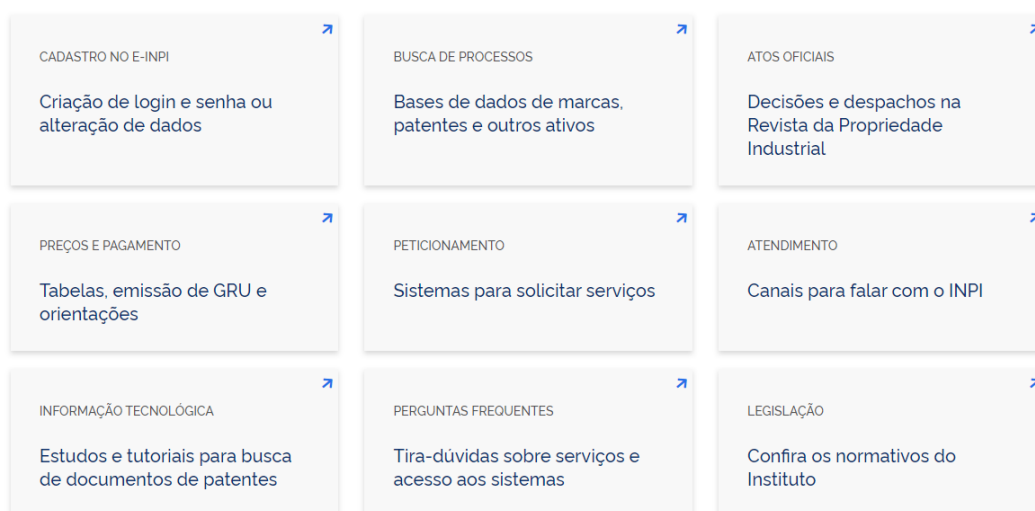 CADASTRO NO E-INPI
Criação de login e senha ou
alteração de dados
BUSCA DE PROCESSOS
Bases de dados de marcas,
patentes e outros ativos
ATOS OFICIAIS
Decisões e despachos na
Revista da Propriedade
Industrial
PREÇOS E PAGAMENTO
Tabelas, emissão de GRU e
orientações
PETICIONAMENTO
Sistemas para solicitar serviços
ATENDIMENTO
Canais para falar com o INPI
INFORMAÇÃO TECNOLÓGICA
Estudos e tutoriais para busca
de documentos de patentes
PERGUNTAS FREQUENTES
Tira-dúvidas sobre serviços e
acesso aos sistemas
LEGISLAÇÃO
Confira os normativos do
Instituto